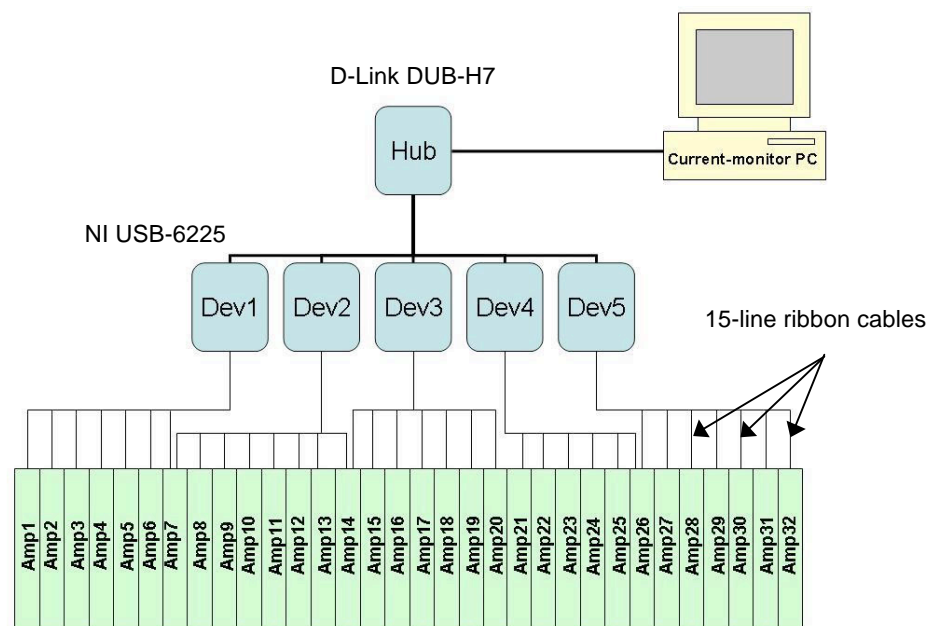 D-Link DUB-H7
Hub
Current-monitor PC
NI USB-6225
Dev1
Dev2
Dev3
Dev4
Dev5
15-line ribbon cables
Amp1
Amp2
Amp3
Amp4
Amp5
Amp6
Amp7
Amp8
Amp9
Amp10
Amp11
Amp12
Amp13
Amp14
Amp15
Amp16
Amp17
Amp18
Amp19
Amp20
Amp21
Amp22
Amp23
Amp24
Amp25
Amp26
Amp27
Amp28
Amp29
Amp30
Amp31
Amp32